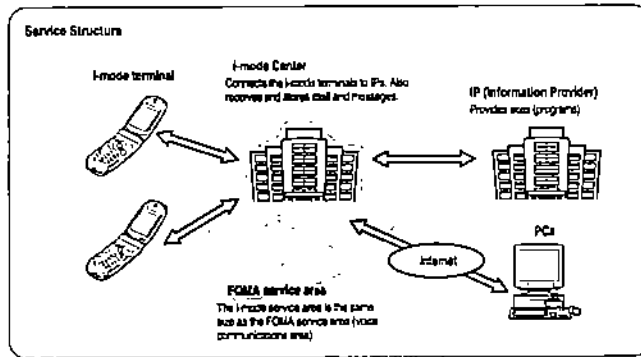 Service Structure
i-mode terminal
i-mode Center
Connects the i-mode terminals to IPs. Also
receives and stores mail and messages.
IP (Information Provider)
Provides sites (programs)
PCs
Internet
FOMA service area
The i-mode service area is the same
size as the FOMA service area (voice
communications area)